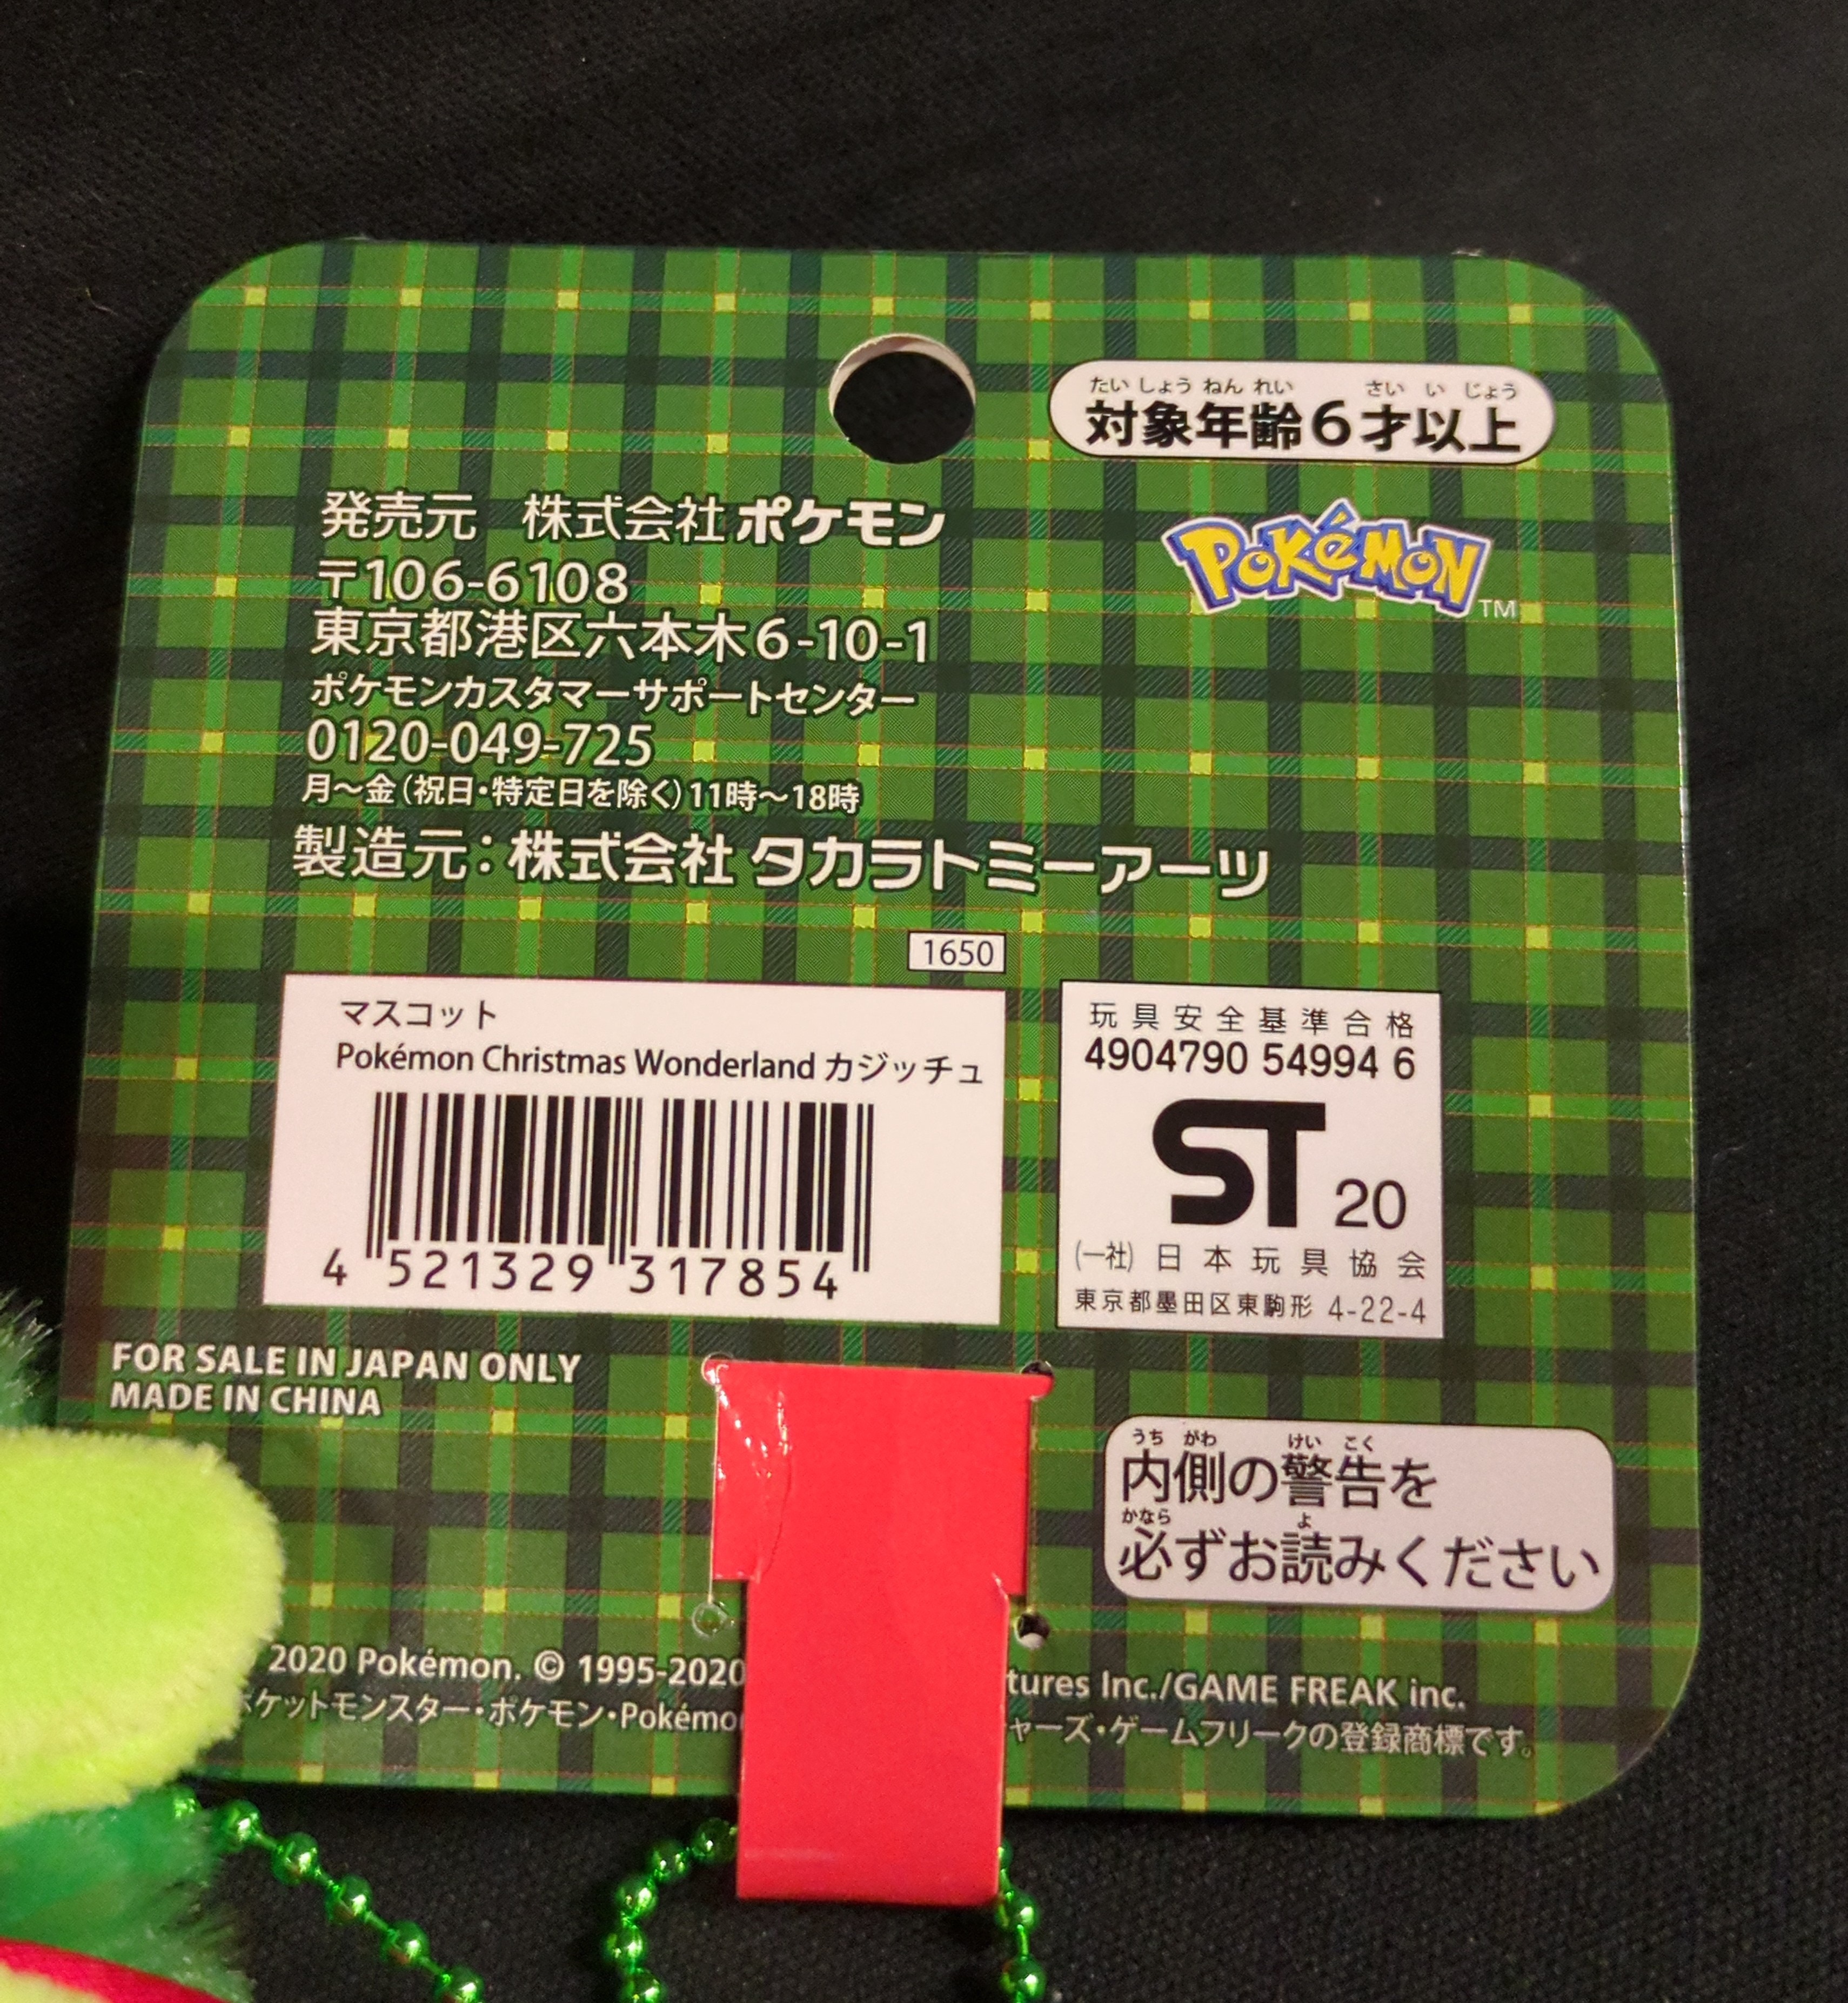 たいしょうねんれい さいいじょう
対象年齢6才以上
発売元 株式会社ポケモン
〒106-6108
東京都港区六本木6-10-1
ポケモンカスタマーサポートセンター
0120-049-725
月〜金(祝日・特定日を除く)11時〜18時
製造元:株式会社 タカラトミーアーツ
POKéMON TM
1650
マスコット
Pokémon Christmas Wonderland カジッチュ
4 521329 317854
玩具安全基準合格
4904790 54994 6
ST 20
(一社)日本玩具協会
東京都墨田区東駒形 4-22-4
FOR SALE IN JAPAN ONLY
MADE IN CHINA
うちがわ けいこく
内側の警告を
かなら よ
必ずお読みください
2020 Pokémon. © 1995-2020 tures Inc./GAME FREAK inc.
ケットモンスター・ポケモン・Pokémo ャーズ・ゲームフリークの登録商標です。